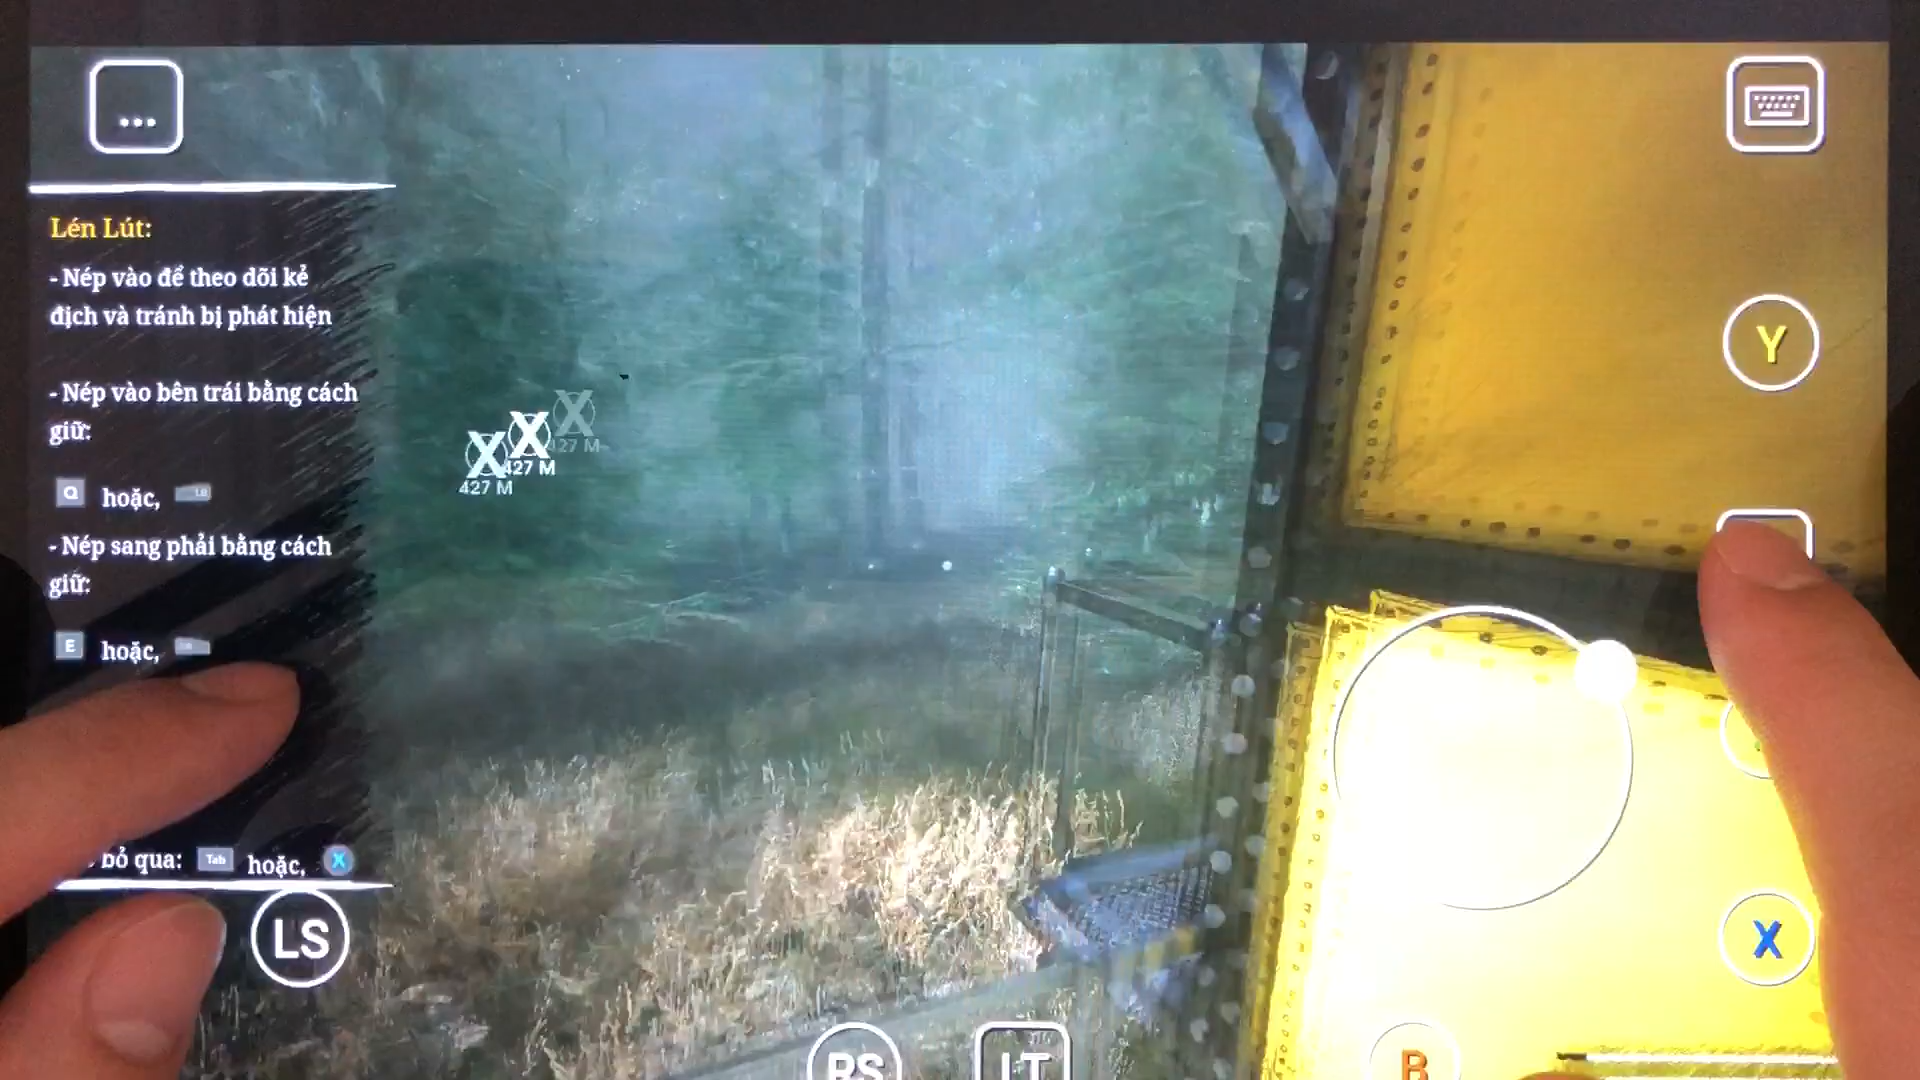 ...
Lén Lút:
- Nép vào để theo dõi kẻ
địch và tránh bị phát hiện
- Nép vào bên trái bằng cách
giữ:
Q hoặc, LB
- Nép sang phải bằng cách
giữ:
E hoặc,
bỏ qua: Tab hoặc, X
LS
X X X
427 M
427 M
427 M
Y
X
RS
LT
B